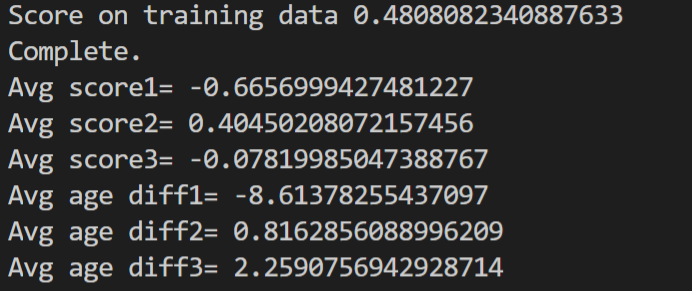 Score on training data 0.4808082340887633
Complete.
Avg score1= -0.6656999427481227
Avg score2= 0.40450208072157456
Avg score3= -0.07819985047388767
Avg age diff1= -8.61378255437097
Avg age diff2= 0.8162856088996209
Avg age diff3= 2.2590756942928714